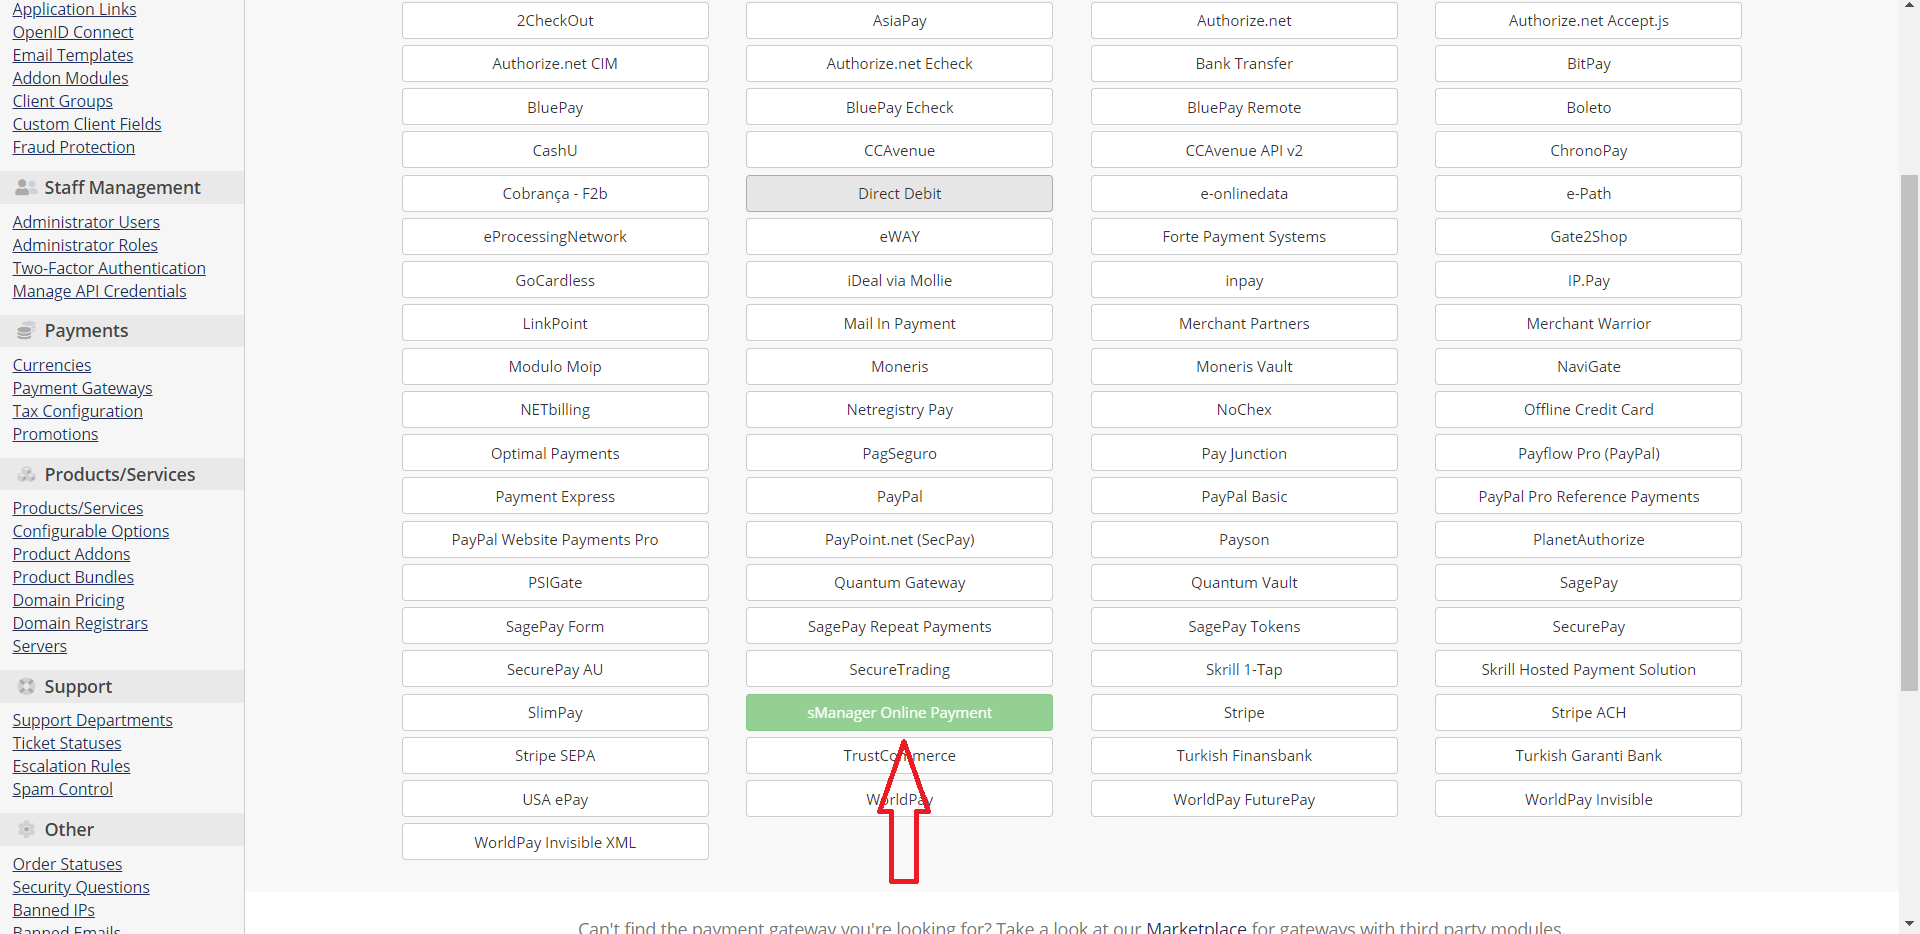 Application Links
OpenID Connect
Email Templates
Addon Modules
Client Groups
Custom Client Fields
Fraud Protection
Staff Management
Administrator Users
Administrator Roles
Two-Factor Authentication
Manage API Credentials
Payments
Currencies
Payment Gateways
Tax Configuration
Promotions
Products/Services
Products/Services
Configurable Options
Product Addons
Product Bundles
Domain Pricing
Domain Registrars
Servers
Support
Support Departments
Ticket Statuses
Escalation Rules
Spam Control
Other
Order Statuses
Security Questions
Banned IPs
Banned Emails
2CheckOut AsiaPay Authorize.net Authorize.net Accept.js
Authorize.net CIM Authorize.net Echeck Bank Transfer BitPay
BluePay BluePay Echeck BluePay Remote Boleto
CashU CCAvenue CCAvenue API v2 ChronoPay
Cobrança - F2b Direct Debit e-onlinedata e-Path
eProcessingNetwork eWAY Forte Payment Systems Gate2Shop
GoCardless iDeal via Mollie inpay IP.Pay
LinkPoint Mail In Payment Merchant Partners Merchant Warrior
Modulo Moip Moneris Moneris Vault NaviGate
NETbilling Netregistry Pay NoChex Offline Credit Card
Optimal Payments PagSeguro Pay Junction Payflow Pro (PayPal)
Payment Express PayPal PayPal Basic PayPal Pro Reference Payments
PayPal Website Payments Pro PayPoint.net (SecPay) Payson PlanetAuthorize
PSIGate Quantum Gateway Quantum Vault SagePay
SagePay Form SagePay Repeat Payments SagePay Tokens SecurePay
SecurePay AU SecureTrading Skrill 1-Tap Skrill Hosted Payment Solution
SlimPay sManager Online Payment Stripe Stripe ACH
Stripe SEPA TrustCommerce Turkish Finansbank Turkish Garanti Bank
USA ePay WorldPay WorldPay FuturePay WorldPay Invisible
WorldPay Invisible XML
Can't find the payment gateway you're looking for? Take a look at our Marketplace for gateways with third party modules.